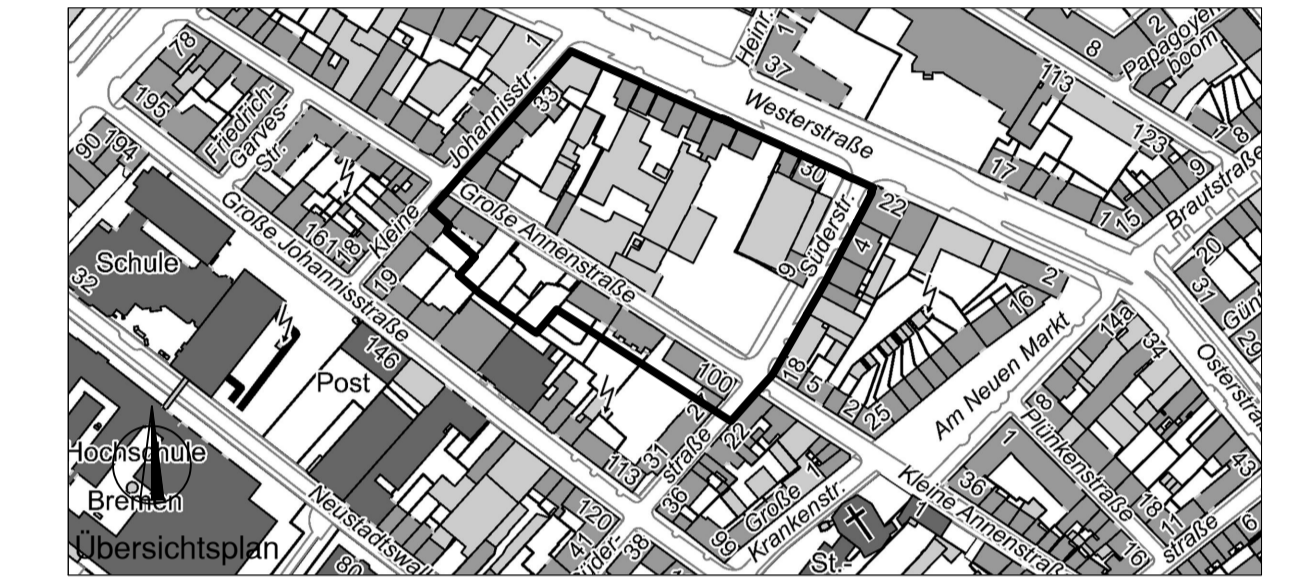 78
195
90
194
Friedrich-
Garves-
Str.
1
33
Johannisstr.
Kleine
Heinr.
1
37
Westerstraße
113
8
2
Papagoyen
boom
123
9
1
8
17
1
15
Brautstraße
30
22
Süderstr.
9
4
Große Annenstraße
Große Johannisstraße
161
18
19
Schule
32
146
Post
100
27
22
18
5
2
25
16
2
Am Neuen Markt
14a
34
20
31
29
Osterstra
8
1
Plünkenstraße
43
18
11
16
straße
6
Kleine Annenstraße
36
1
Große
Krankenstr.
1
99
36
straße
31
113
120
41
38
Neustadtswall
80
St.-
Hochschule
Bremen
Übersichtsplan